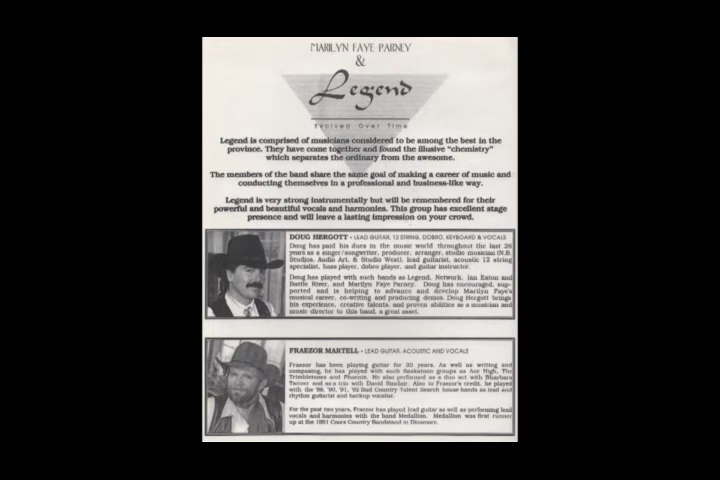 MARILYN FAYE PARNEY
&
Legend
Evolved Over Time
Legend is comprised of musicians considered to be among the best in the
province. They have come together and found the illusive "chemistry"
which separates the ordinary from the awesome.
The members of the band share the same goal of making a career of music and
conducting themselves in a professional and business-like way.
Legend is very strong instrumentally but will be remembered for their
powerful and beautiful vocals and harmonies. This group has excellent stage
presence and will leave a lasting impression on your crowd.
DOUG HERGOTT - LEAD GUITAR, 12 STRING, DOBRO, KEYBOARD & VOCALS
Doug has paid his dues in the music world throughout the last 26
years as a singer/songwriter, producer, arranger, studio musician (N.B.
Studios, Audio Art, & Studio West), lead guitarist, acoustic 12 string
specialist, bass player, dobro player, and guitar instructor.
Doug has played with such bands as Legend, Network, Ian Eaton and
Battle River, and Marilyn Faye Parney. Doug has encouraged, sup-
ported and is helping to advance and develop Marilyn Faye's
musical career, co-writing and producing demos. Doug Hergott brings
his experience, creative talents, and proven abilities as a musician and
music director to this band, a great asset.
FRAEZOR MARTELL - LEAD GUITAR, ACOUSTIC AND VOCALS
Fraezor has been playing guitar for 20 years. As well as writing and
composing, he has played with such Saskatoon groups as Ace High, The
Trimbletones and Phoenix. He also performed as a duo act with Bharbara
Tanner and as a trio with David Sinclair. Also to Fraezor's credit, he played
with the '89, '90, '91, '92 Bud Country Talent Search house bands as lead and
rhythm guitarist and backup vocalist.
For the past two years, Fraezor has played lead guitar as well as performing lead
vocals and harmonies with the band Medallion. Medallion was first runner
up at the 1991 Coors Country Bandstand in Dinsmore.